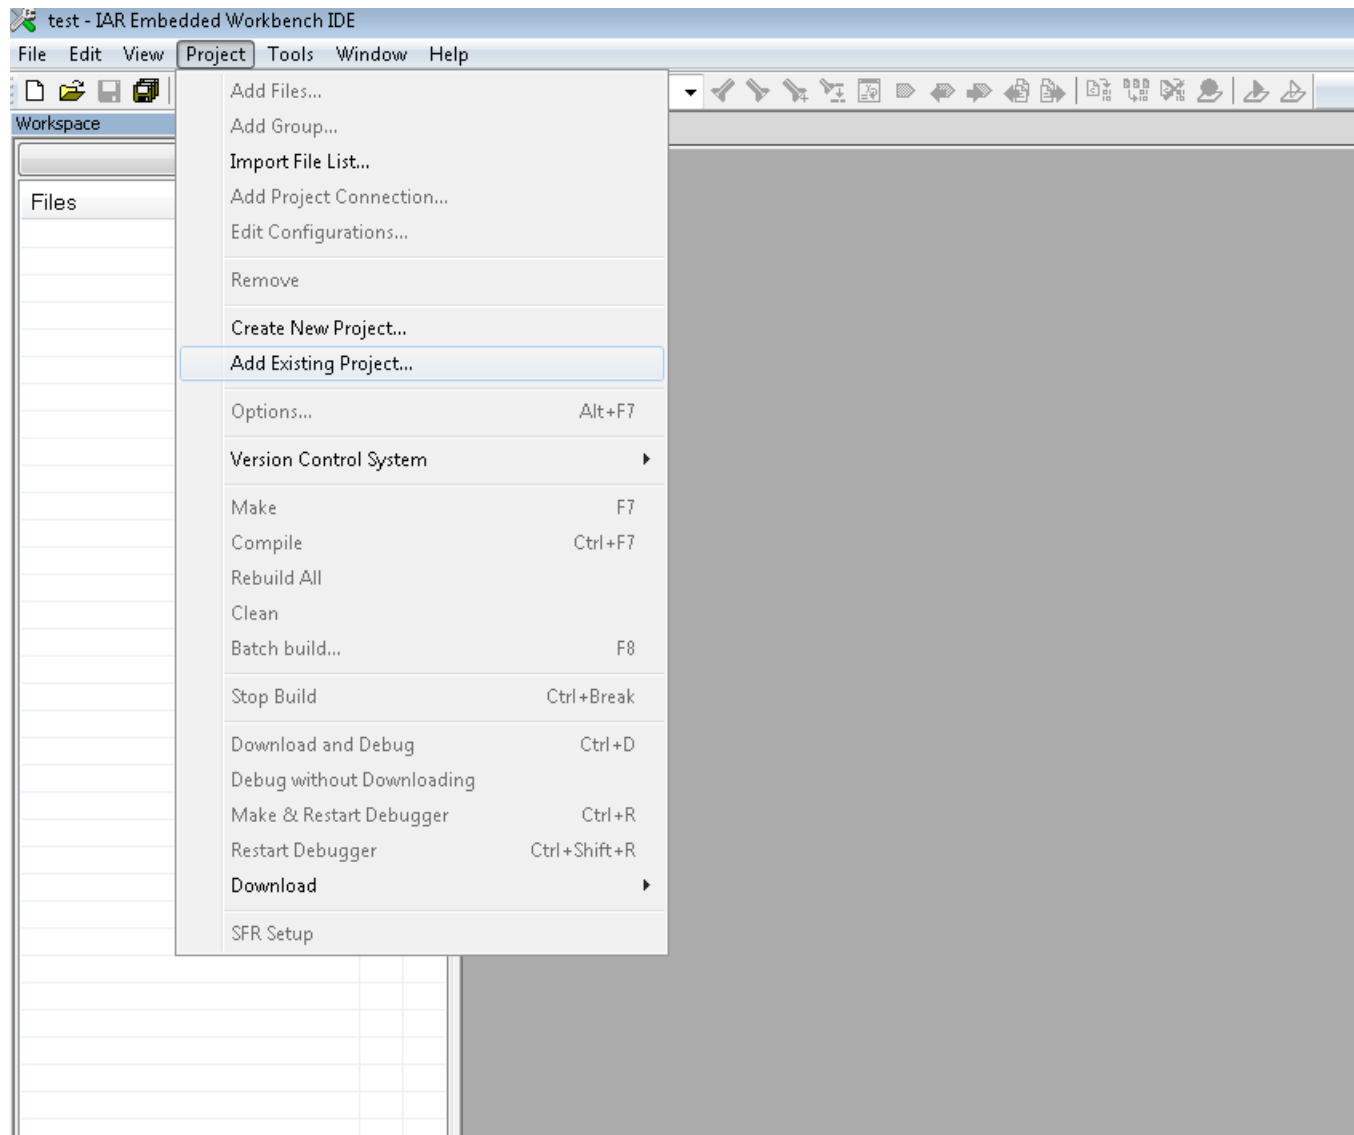 test - IAR Embedded Workbench IDE
File Edit View Project Tools Window Help
Workspace
Files
Add Files...
Add Group...
Import File List...
Add Project Connection...
Edit Configurations...
Remove
Create New Project...
Add Existing Project...
Options... Alt+F7
Version Control System
Make F7
Compile Ctrl+F7
Rebuild All
Clean
Batch build... F8
Stop Build Ctrl+Break
Download and Debug Ctrl+D
Debug without Downloading
Make & Restart Debugger Ctrl+R
Restart Debugger Ctrl+Shift+R
Download
SFR Setup